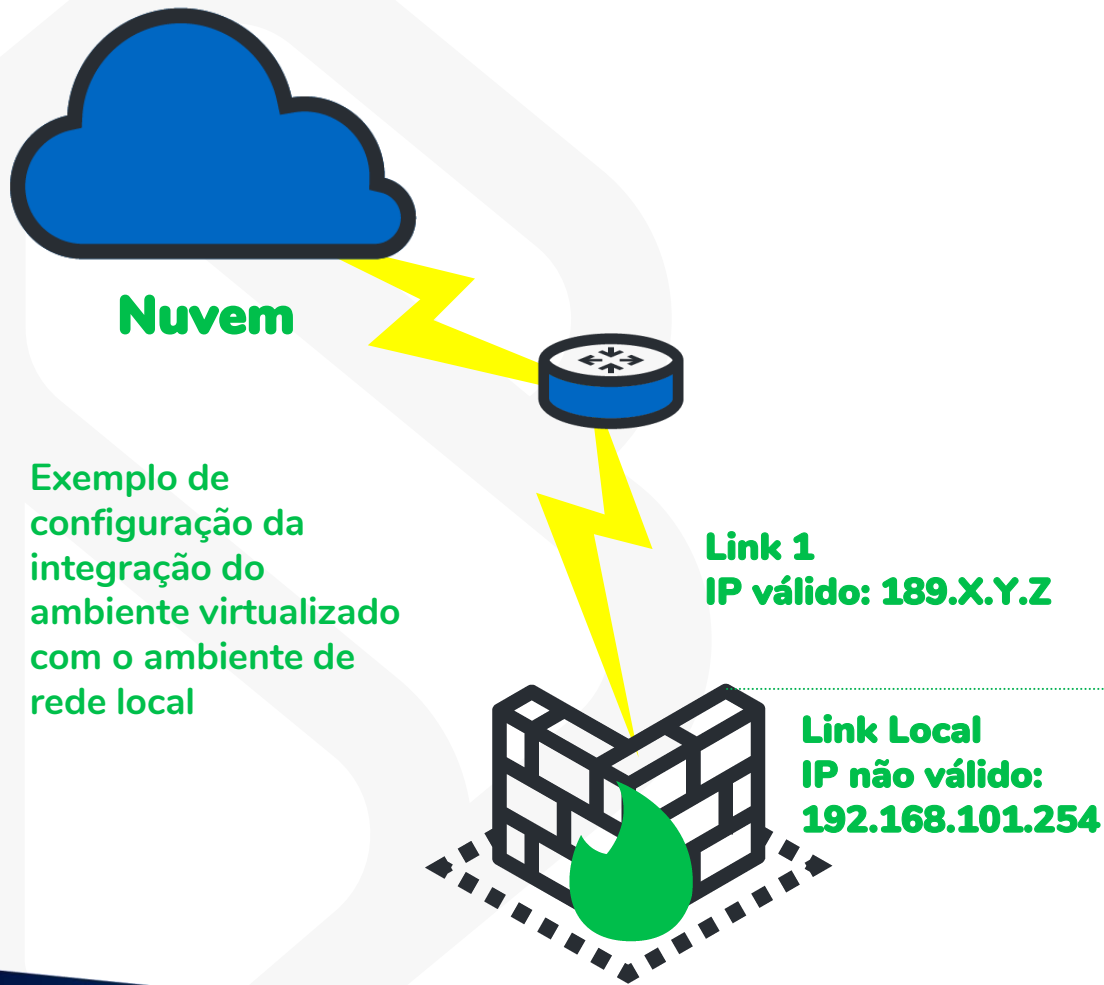 Nuvem
Exemplo de
configuração da
integração do
ambiente virtualizado
com o ambiente de
rede local
Link 1
IP válido: 189.X.Y.Z
Link Local
IP não válido:
192.168.101.254